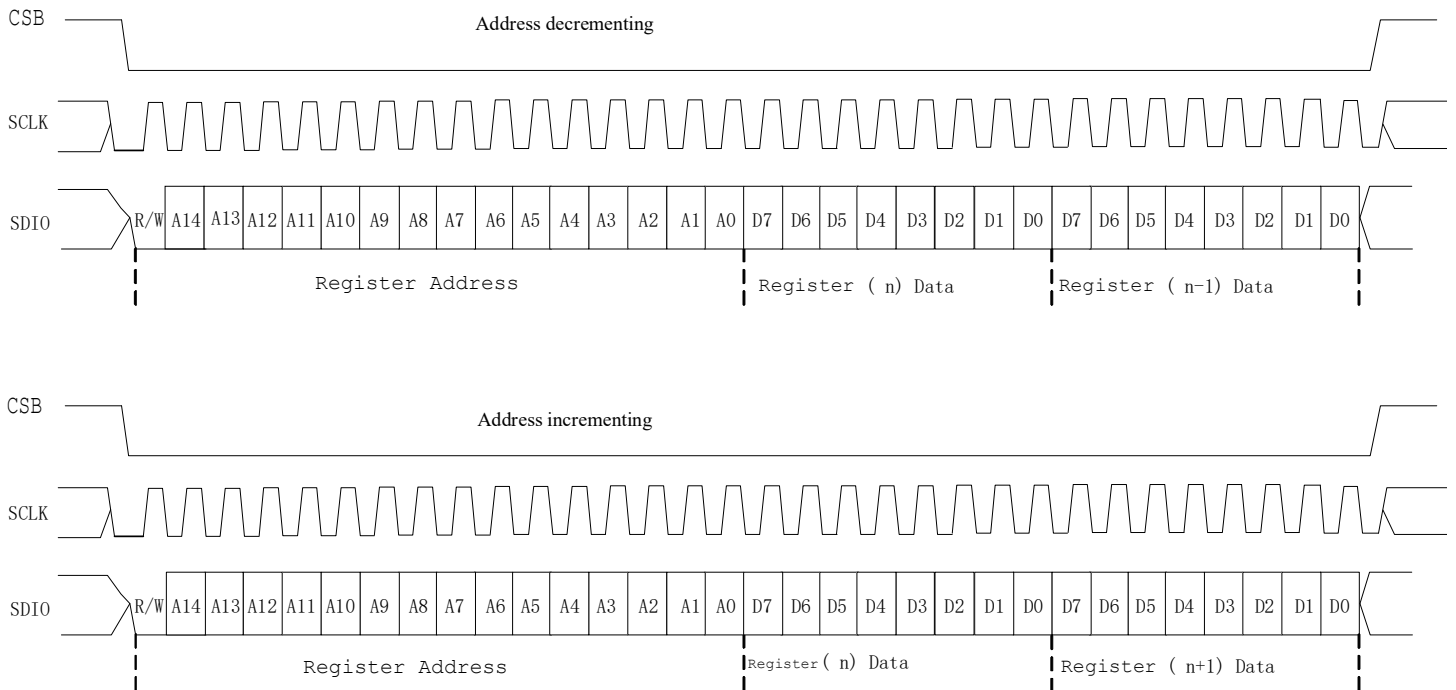 CSB Address decrementing
SCLK
SDIO R/W A14 A13 A12 A11 A10 A9 A8 A7 A6 A5 A4 A3 A2 A1 A0 D7 D6 D5 D4 D3 D2 D1 D0 D7 D6 D5 D4 D3 D2 D1 D0
Register Address Register ( n) Data Register ( n-1) Data
CSB Address incrementing
SCLK
SDIO R/W A14 A13 A12 A11 A10 A9 A8 A7 A6 A5 A4 A3 A2 A1 A0 D7 D6 D5 D4 D3 D2 D1 D0 D7 D6 D5 D4 D3 D2 D1 D0
Register Address Register ( n) Data Register ( n+1) Data